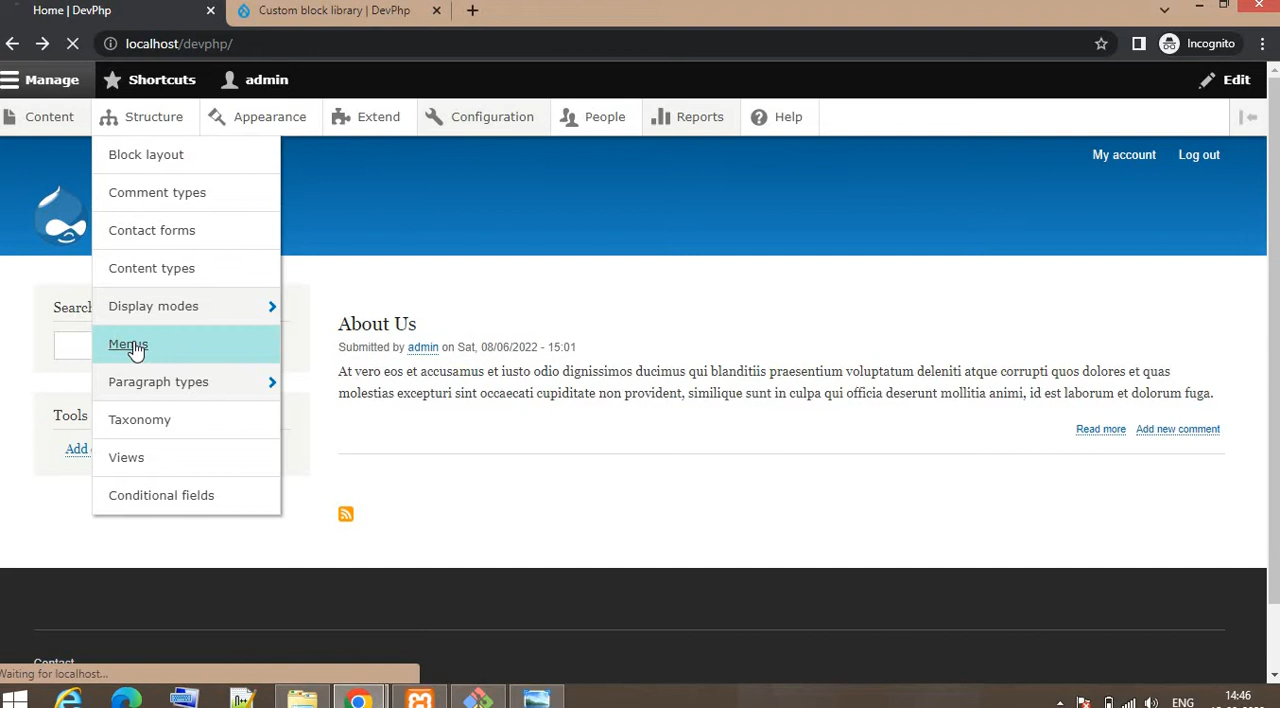 Home | DevPhp
Custom block library | DevPhp
localhost/devphp/
Incognito
Manage
Shortcuts
admin
Edit
Content
Structure
Appearance
Extend
Configuration
People
Reports
Help
Block layout
Comment types
Contact forms
Content types
Display modes
Menus
Paragraph types
Taxonomy
Views
Conditional fields
My account
Log out
Search
Tools
Add
About Us
Submitted by admin on Sat, 08/06/2022 - 15:01
At vero eos et accusamus et iusto odio dignissimos ducimus qui blanditiis praesentium voluptatum deleniti atque corrupti quos dolores et quas
molestias excepturi sint occaecati cupiditate non provident, similique sunt in culpa qui officia deserunt mollitia animi, id est laborum et dolorum fuga.
Read more
Add new comment
Contact
Waiting for localhost...
ENG
14:46